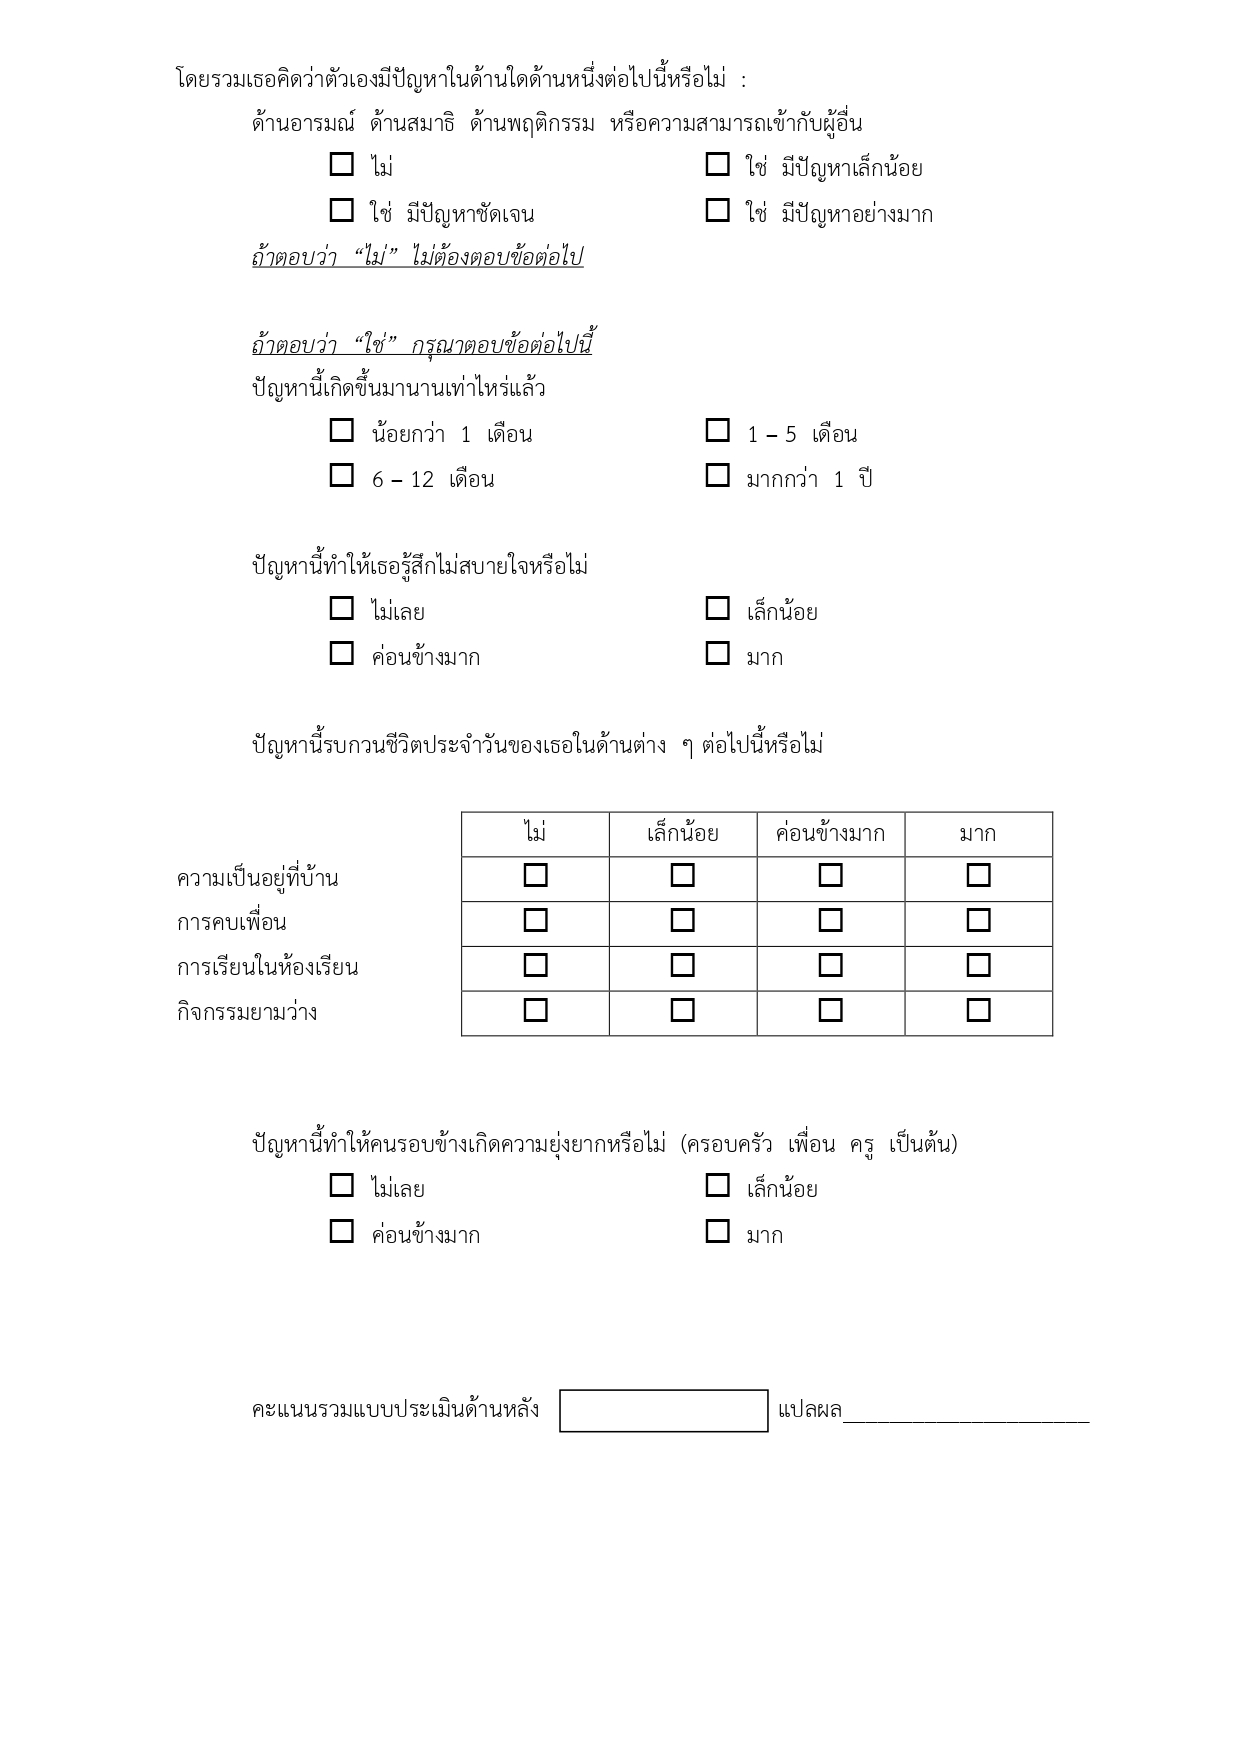 โดยรวมเธอคิดว่าตัวเองมีปัญหาในด้านใดด้านหนึ่งต่อไปนี้หรือไม่ :
ด้านอารมณ์ ด้านสมาธิ ด้านพฤติกรรม หรือความสามารถเข้ากับผู้อื่น
☐ ไม่ ☐ ใช่ มีปัญหาเล็กน้อย
☐ ใช่ มีปัญหาชัดเจน ☐ ใช่ มีปัญหาอย่างมาก
ถ้าตอบว่า “ไม่” ไม่ต้องตอบข้อต่อไป
ถ้าตอบว่า “ใช่” กรุณาตอบข้อต่อไปนี้
ปัญหานี้เกิดขึ้นมานานเท่าไหร่แล้ว
☐ น้อยกว่า 1 เดือน ☐ 1 – 5 เดือน
☐ 6 – 12 เดือน ☐ มากกว่า 1 ปี
ปัญหานี้ทำให้เธอรู้สึกไม่สบายใจหรือไม่
☐ ไม่เลย ☐ เล็กน้อย
☐ ค่อนข้างมาก ☐ มาก
ปัญหานี้รบกวนชีวิตประจำวันของเธอในด้านต่าง ๆ ต่อไปนี้หรือไม่
ไม่ เล็กน้อย ค่อนข้างมาก มาก
ความเป็นอยู่ที่บ้าน ☐ ☐ ☐ ☐
การคบเพื่อน ☐ ☐ ☐ ☐
การเรียนในห้องเรียน ☐ ☐ ☐ ☐
กิจกรรมยามว่าง ☐ ☐ ☐ ☐
ปัญหานี้ทำให้คนรอบข้างเกิดความยุ่งยากหรือไม่ (ครอบครัว เพื่อน ครู เป็นต้น)
☐ ไม่เลย ☐ เล็กน้อย
☐ ค่อนข้างมาก ☐ มาก
คะแนนรวมแบบประเมินด้านหลัง แปลผล_____________________